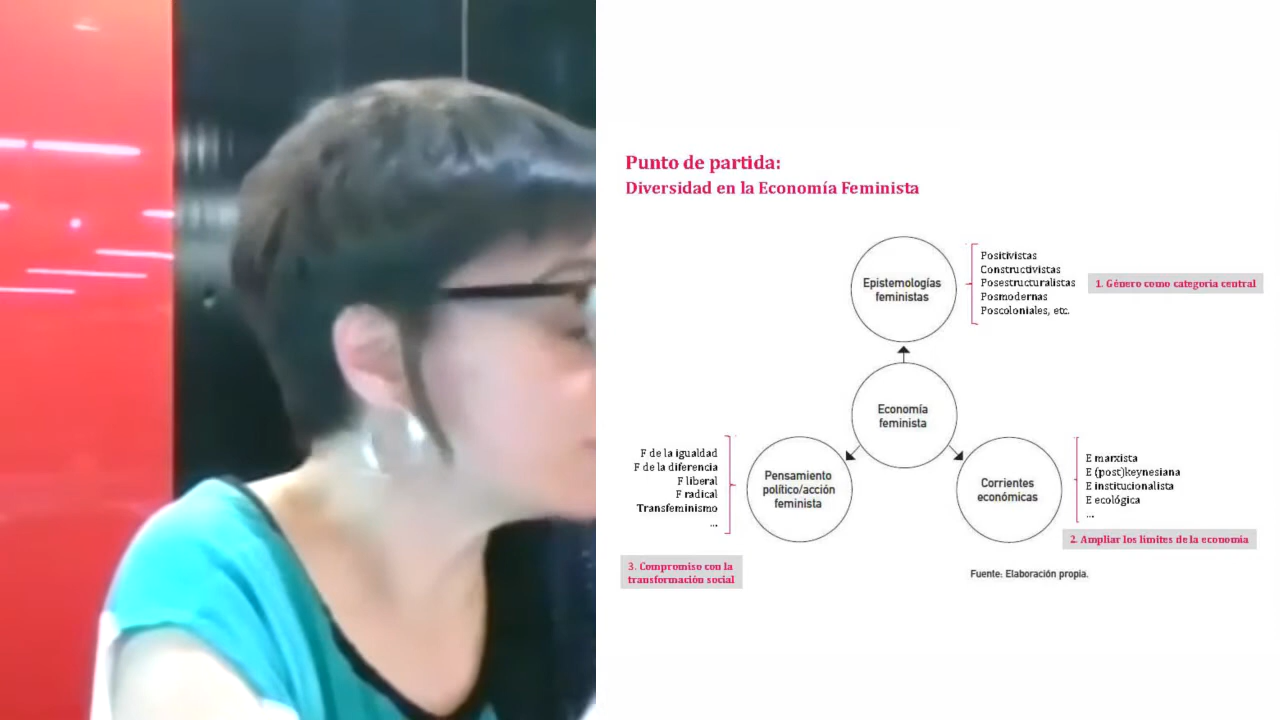 Punto de partida:
Diversidad en la Economía Feminista
Epistemologías
feministas
Positivistas
Constructivistas
Posestructuralistas
Posmodernas
Poscoloniales, etc.
1. Género como categoría central
Economía
feminista
F de la igualdad
F de la diferencia
F liberal
F radical
Transfeminismo
...
Pensamiento
político/acción
feminista
Corrientes
económicas
E marxista
E (post)keynesiana
E institucionalista
E ecológica
...
2. Ampliar los límites de la economía
3. Compromiso con la
transformación social
Fuente: Elaboración propia.